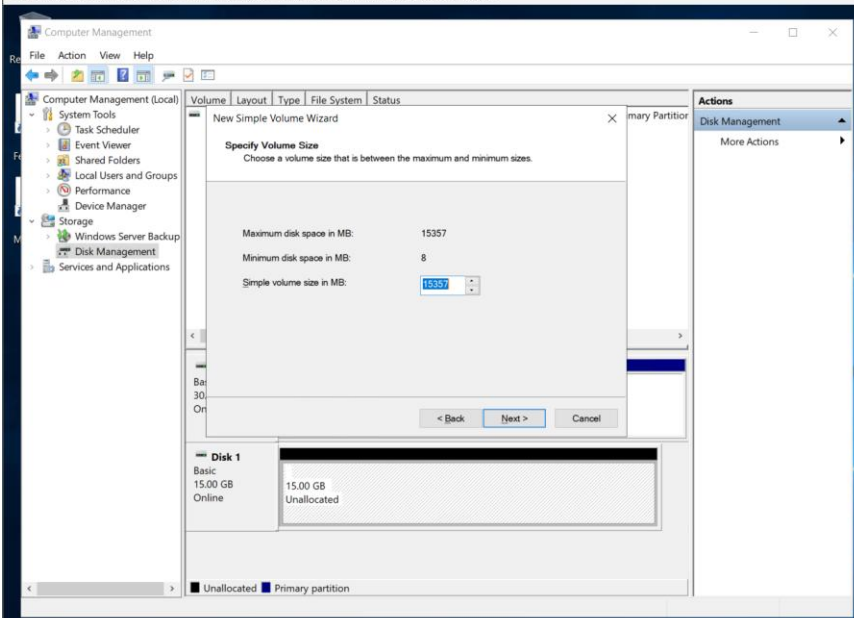 Computer Management
File Action View Help
Computer Management (Local)
System Tools
Task Scheduler
Event Viewer
Shared Folders
Local Users and Groups
Performance
Device Manager
Storage
Windows Server Backup
Disk Management
Services and Applications
Volume Layout Type File System Status
mary Partition
New Simple Volume Wizard
Specify Volume Size
Choose a volume size that is between the maximum and minimum sizes.
Maximum disk space in MB: 15357
Minimum disk space in MB: 8
Simple volume size in MB: 15357
< Back Next > Cancel
Ba
30.
On
Disk 1
Basic
15.00 GB
Online
15.00 GB
Unallocated
Unallocated Primary partition
Actions
Disk Management
More Actions
Re